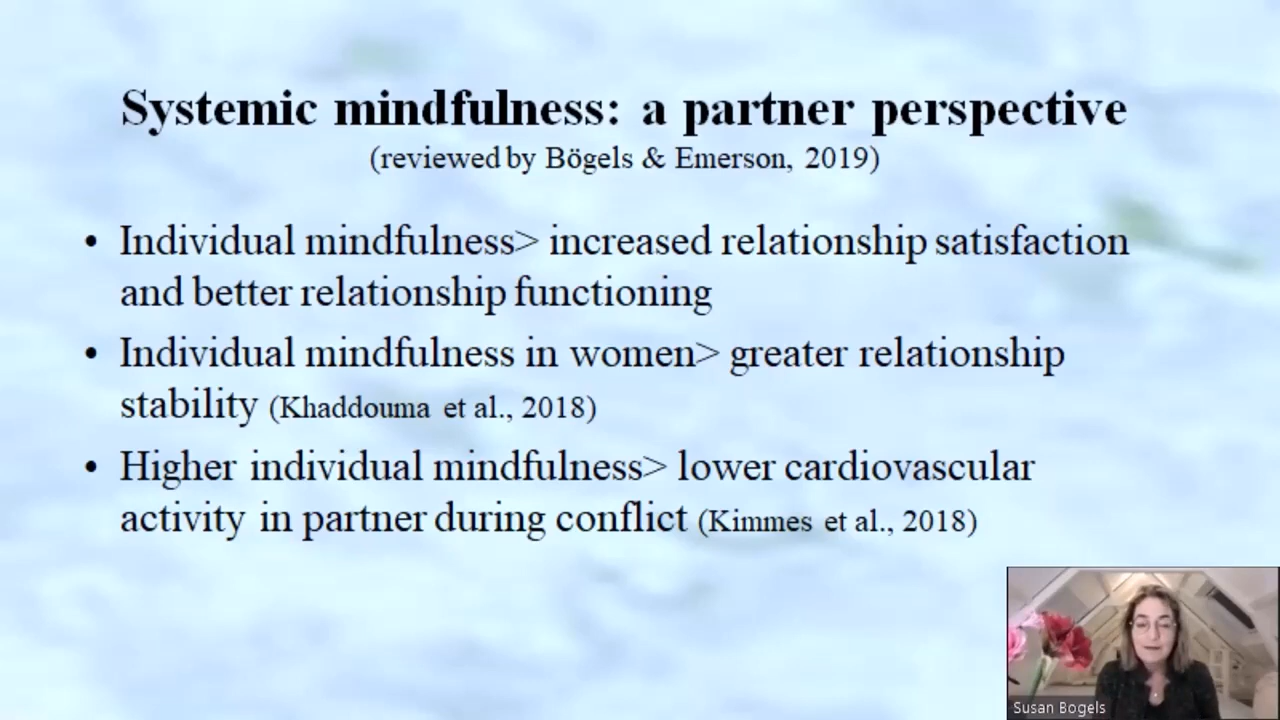 Systemic mindfulness: a partner perspective
(reviewed by Bögels & Emerson, 2019)
• Individual mindfulness> increased relationship satisfaction
and better relationship functioning
• Individual mindfulness in women> greater relationship
stability (Khaddouma et al., 2018)
• Higher individual mindfulness> lower cardiovascular
activity in partner during conflict (Kimmes et al., 2018)
Susan Bogels